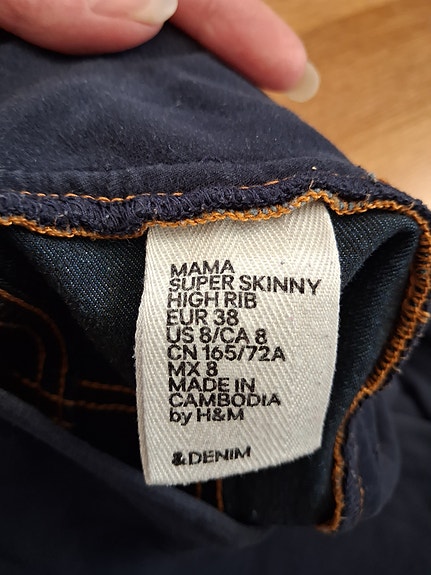 MAMA
SUPER SKINNY
HIGH RIB
EUR 38
US 8/CA 8
CN 165/72A
MX 8
MADE IN
CAMBODIA
by H&M
&DENIM